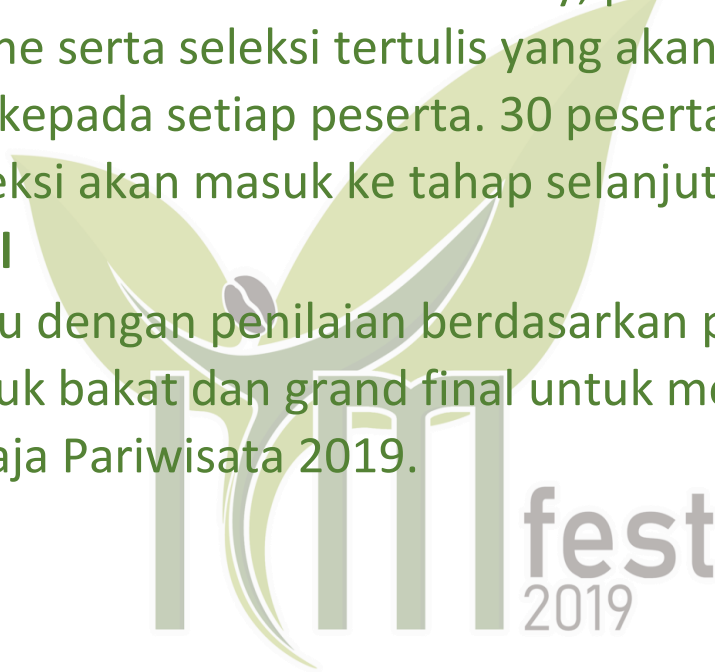 ne serta seleksi tertulis yang akan
kepada setiap peserta. 30 peserta
eksi akan masuk ke tahap selanjut
l
u dengan penilaian berdasarkan p
uk bakat dan grand final untuk me
aja Pariwisata 2019.
fest
2019